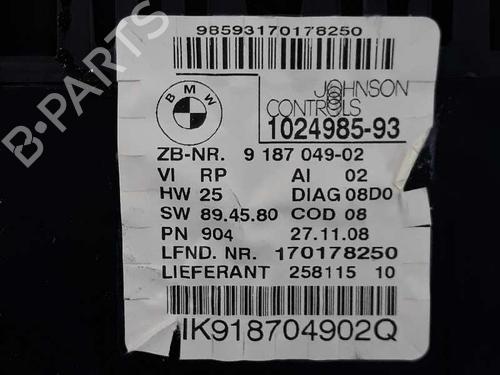 98593170178250
BMW
JOHNSON
CONTROLS
1024985-93
ZB-NR. 9 187 049-02
VI RP AI 02
HW 25 DIAG 08D0
SW 89.45.80 COD 08
PN 904 27.11.08
LFND. NR. 170178250
LIEFERANT 258115 10
IK918704902Q
B-PARTS